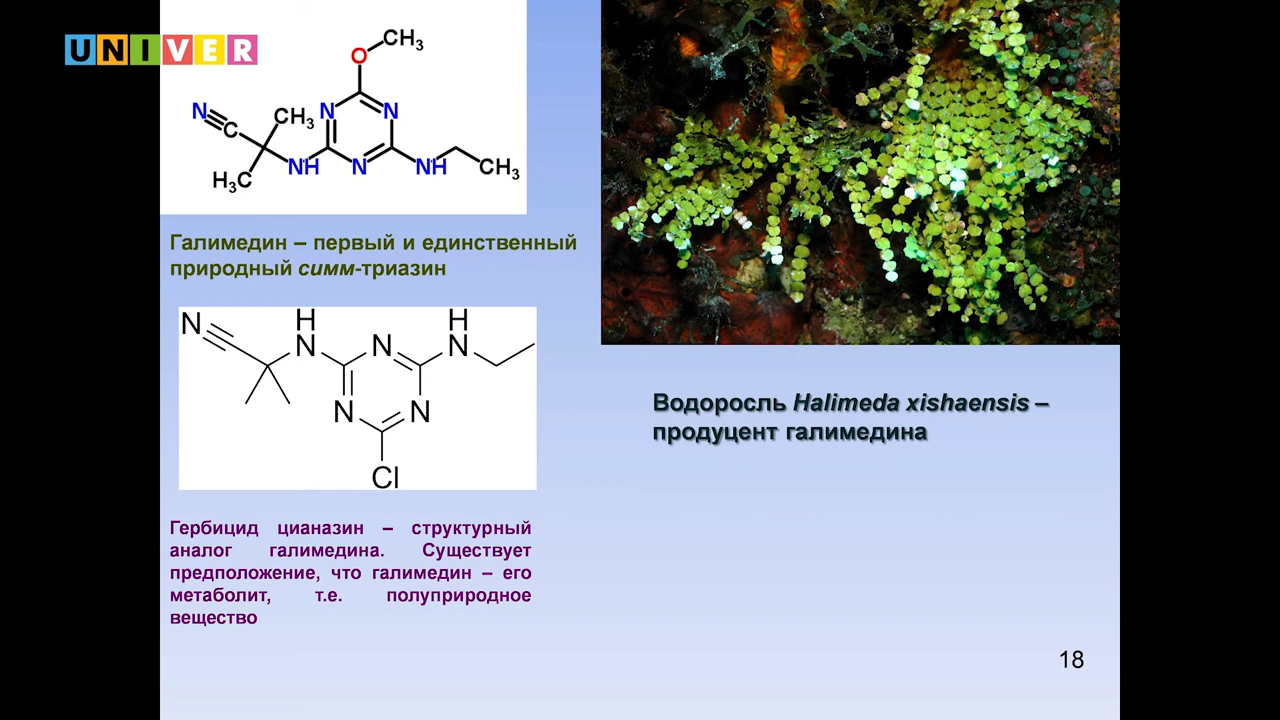 UNIVER
O
CH3
N
N
N
C
CH3
H3C
NH
N
NH
CH3
Галимедин – первый и единственный
природный симм-триазин
N
H
N
N
H
N
N
N
Cl
Гербицид цианазин – структурный
аналог галимедина. Существует
предположение, что галимедин – его
метаболит, т.е. полуприродное
вещество
Водоросль Halimeda xishaensis –
продуцент галимедина
18